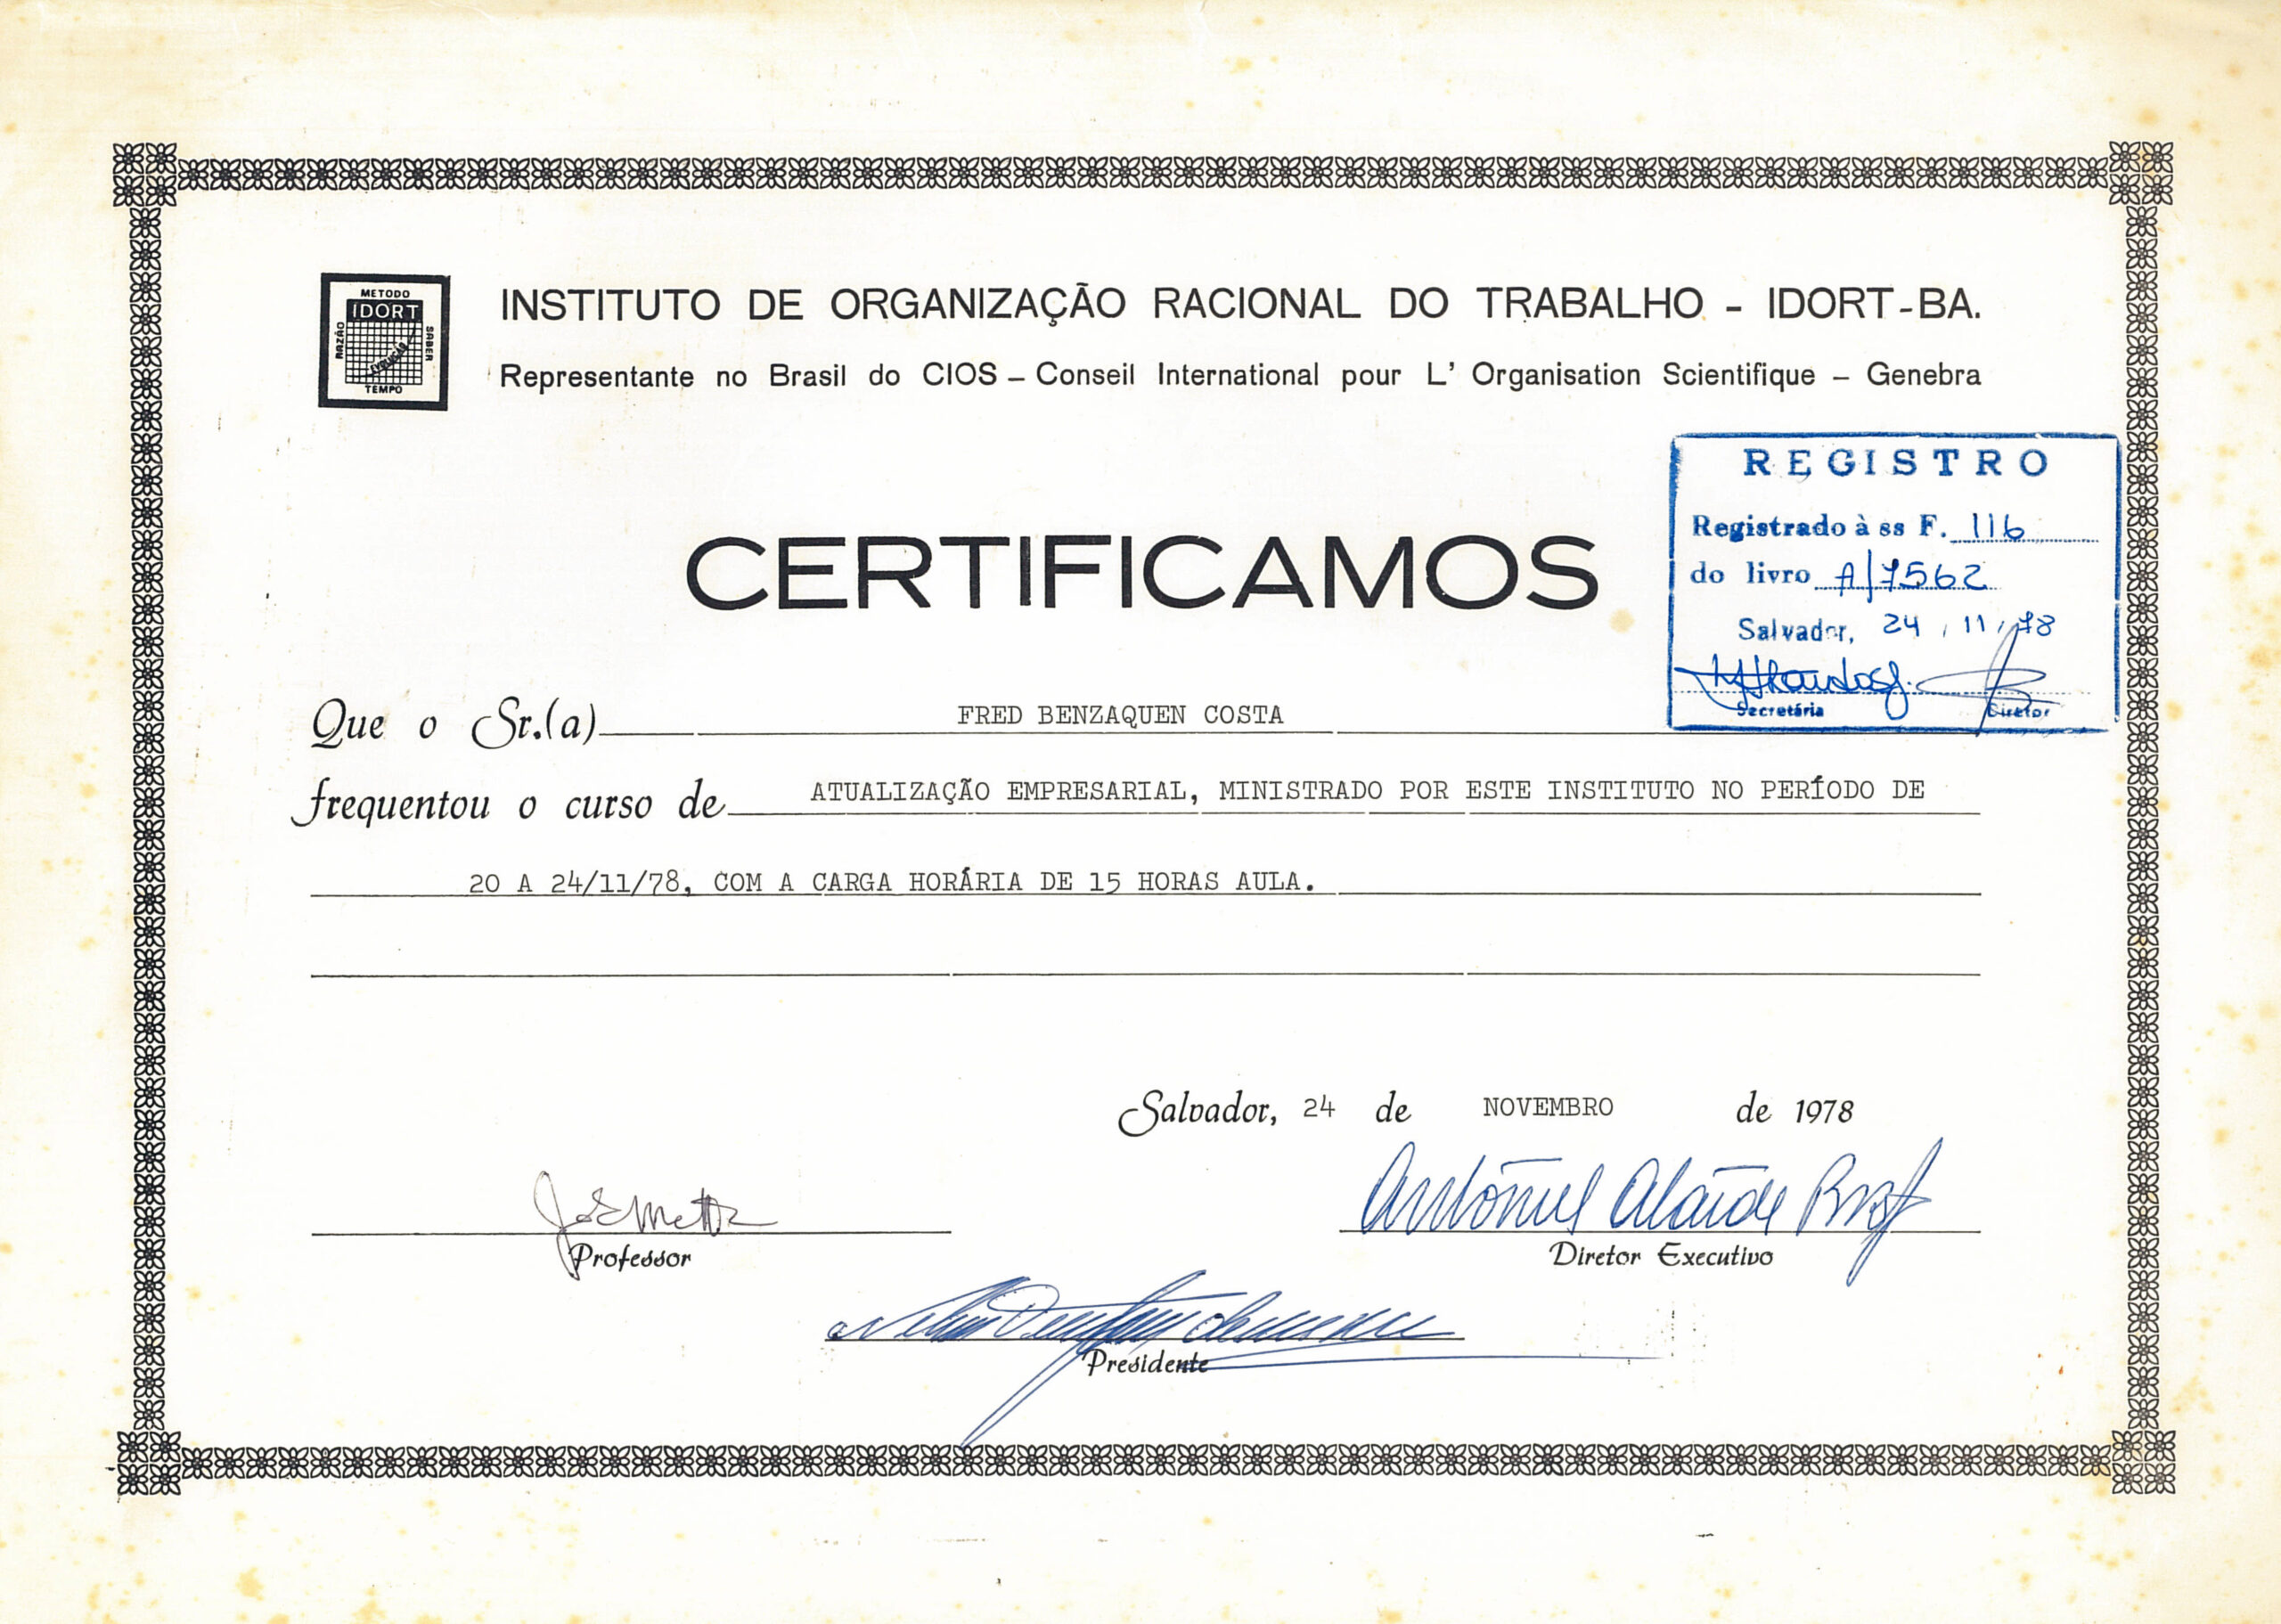 METODO
IDORT
RAZÃO
SABER
EVOLUÇÃO
TEMPO
INSTITUTO DE ORGANIZAÇÃO RACIONAL DO TRABALHO - IDORT-BA.
Representante no Brasil do CIOS – Conseil International pour L' Organisation Scientifique – Genebra
REGISTRO
Registrado à ss F. 116
do livro A/7562
Salvador, 24 / 11 / 78
Secretária Diretor
CERTIFICAMOS
Que o Sr.(a) FRED BENZAQUEN COSTA
frequentou o curso de ATUALIZAÇÃO EMPRESARIAL, MINISTRADO POR ESTE INSTITUTO NO PERÍODO DE
20 A 24/11/78, COM A CARGA HORÁRIA DE 15 HORAS AULA.
Salvador, 24 de NOVEMBRO de 1978
Professor
Diretor Executivo
Presidente